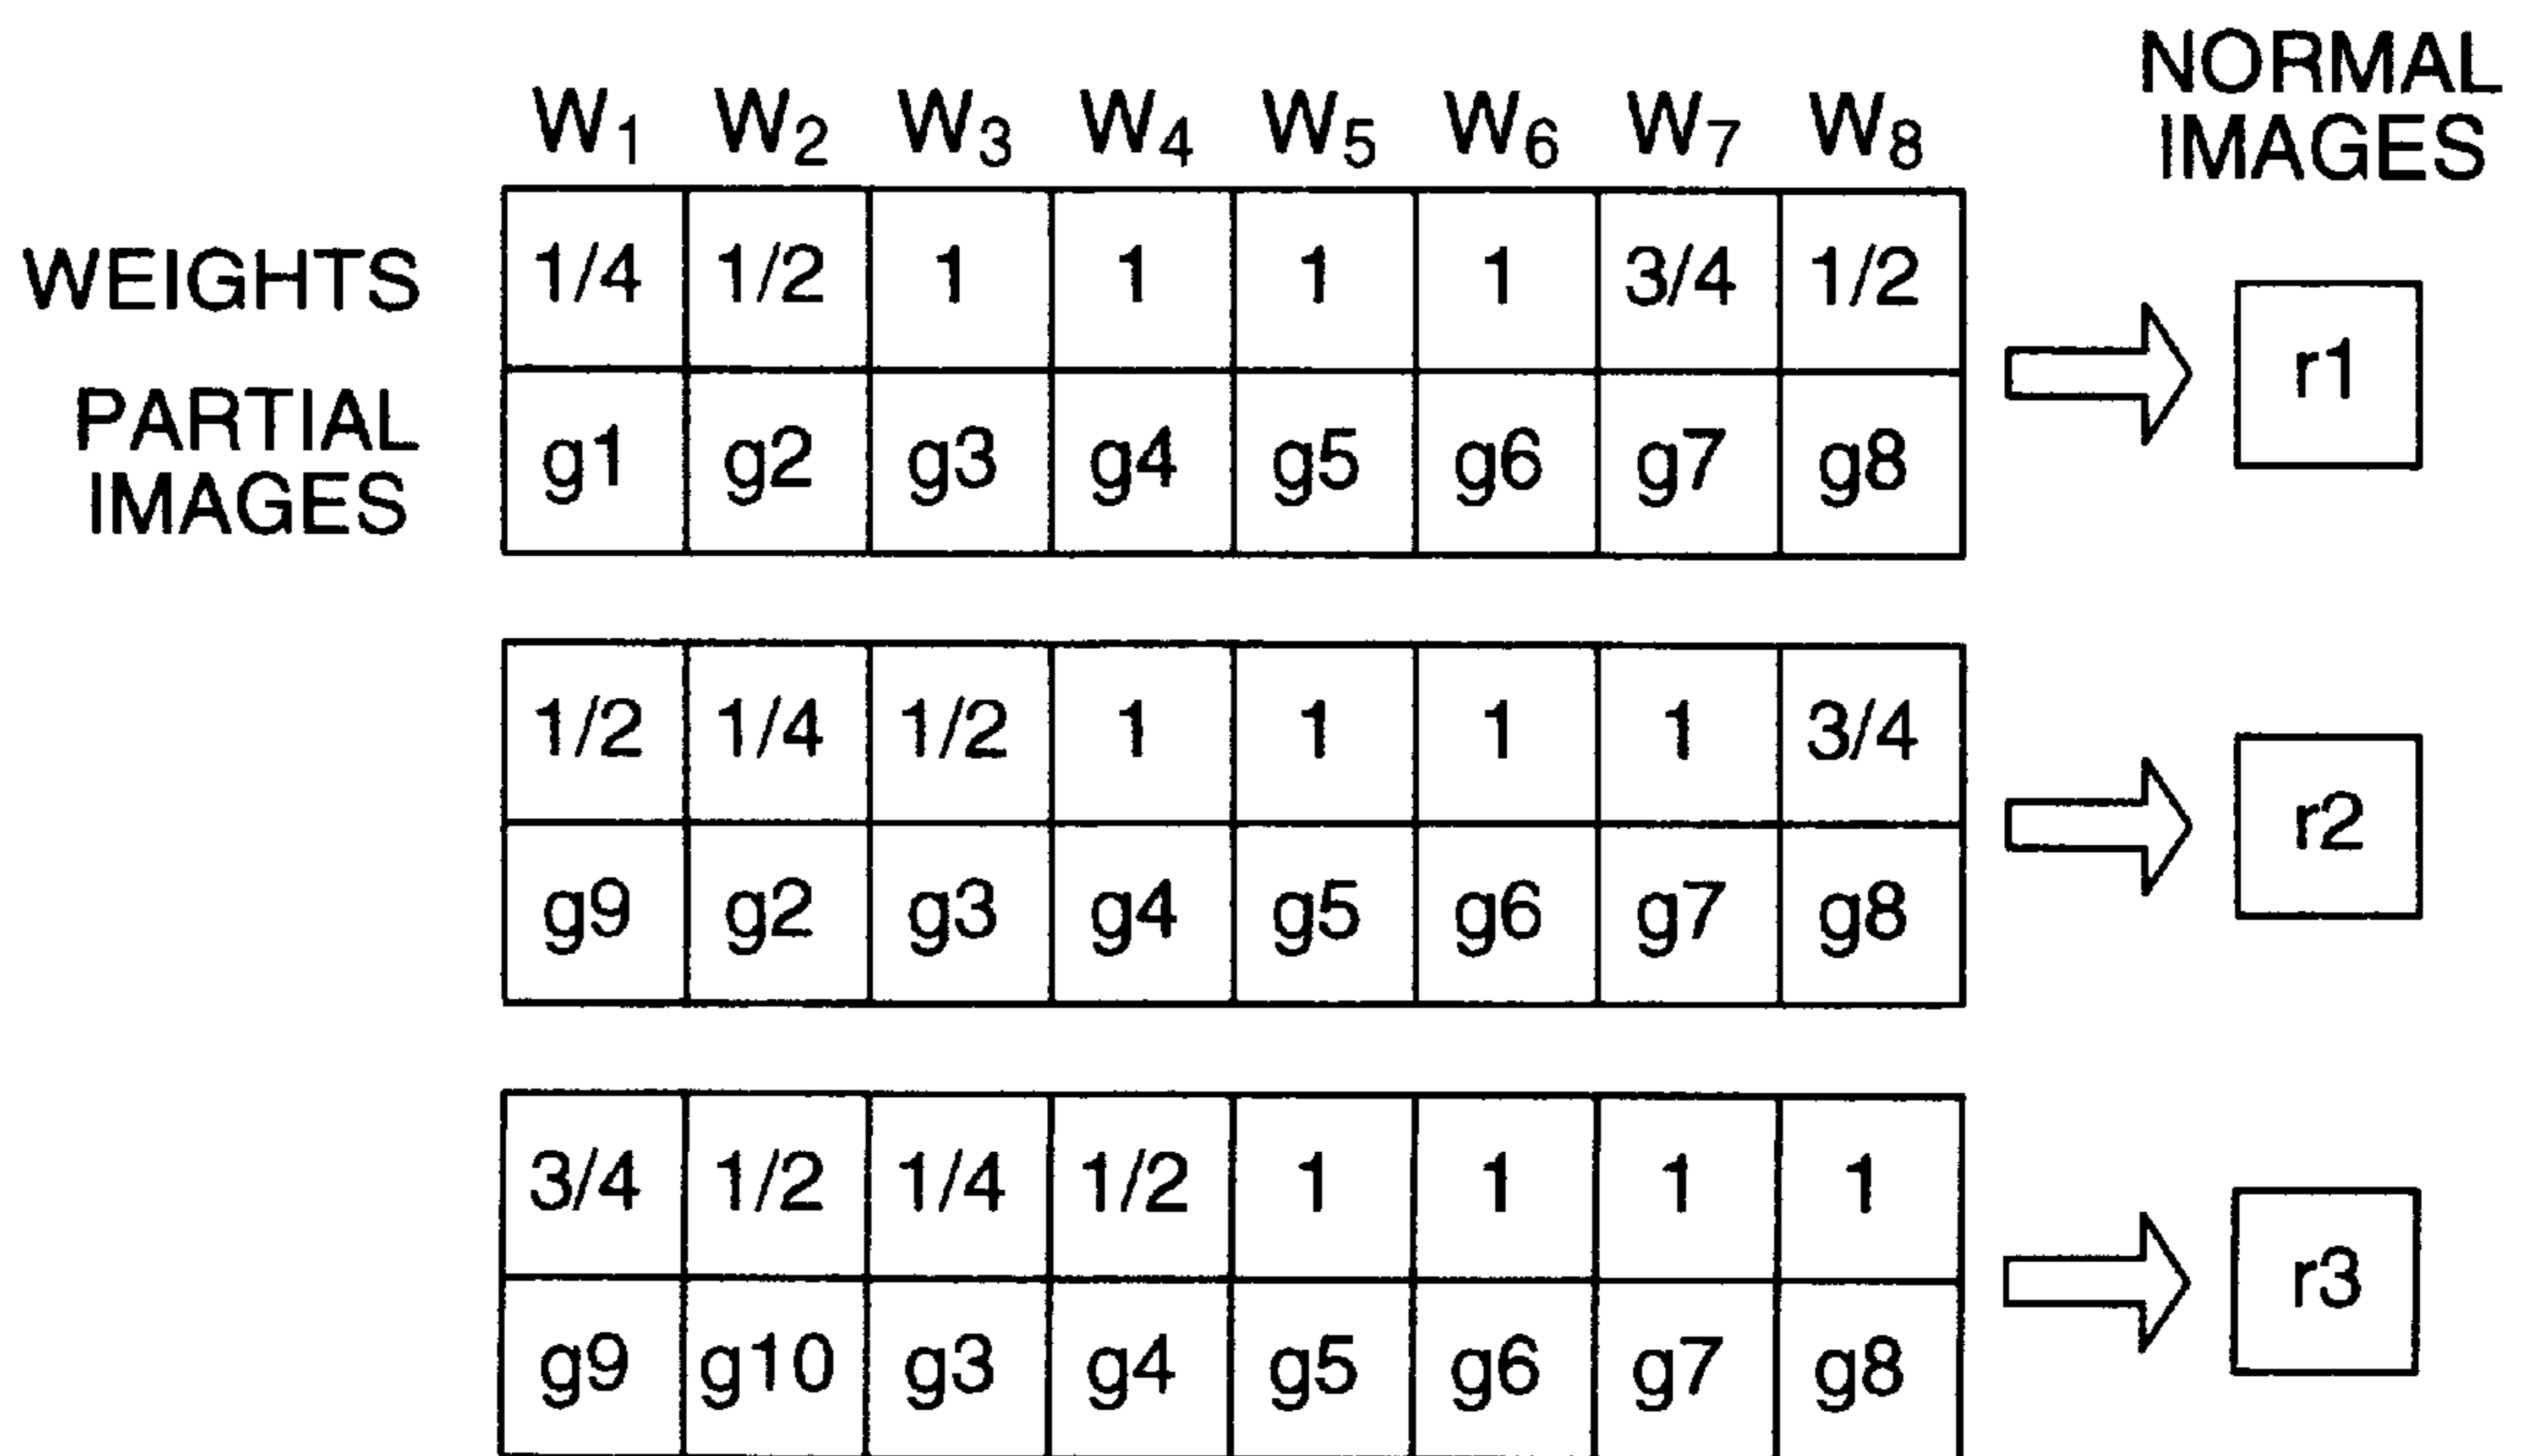 NORMAL
IMAGES
W1 W2 W3 W4 W5 W6 W7 W8
WEIGHTS 1/4 1/2 1 1 1 1 3/4 1/2
r1
PARTIAL
IMAGES
g1 g2 g3 g4 g5 g6 g7 g8
1/2 1/4 1/2 1 1 1 1 3/4
r2
g9 g2 g3 g4 g5 g6 g7 g8
3/4 1/2 1/4 1/2 1 1 1 1
r3
g9 g10 g3 g4 g5 g6 g7 g8